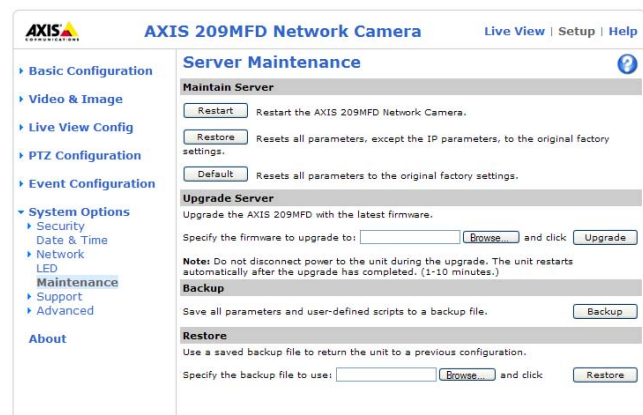 AXIS
COMMUNICATIONS
AXIS 209MFD Network Camera
Live View | Setup | Help
Basic Configuration
Video & Image
Live View Config
PTZ Configuration
Event Configuration
System Options
Security
Date & Time
Network
LED
Maintenance
Support
Advanced
About
Server Maintenance
?
Maintain Server
Restart Restart the AXIS 209MFD Network Camera.
Restore Resets all parameters, except the IP parameters, to the original factory
settings.
Default Resets all parameters to the original factory settings.
Upgrade Server
Upgrade the AXIS 209MFD with the latest firmware.
Specify the firmware to upgrade to: Browse... and click Upgrade
Note: Do not disconnect power to the unit during the upgrade. The unit restarts
automatically after the upgrade has completed. (1-10 minutes.)
Backup
Save all parameters and user-defined scripts to a backup file. Backup
Restore
Use a saved backup file to return the unit to a previous configuration.
Specify the backup file to use: Browse... and click Restore